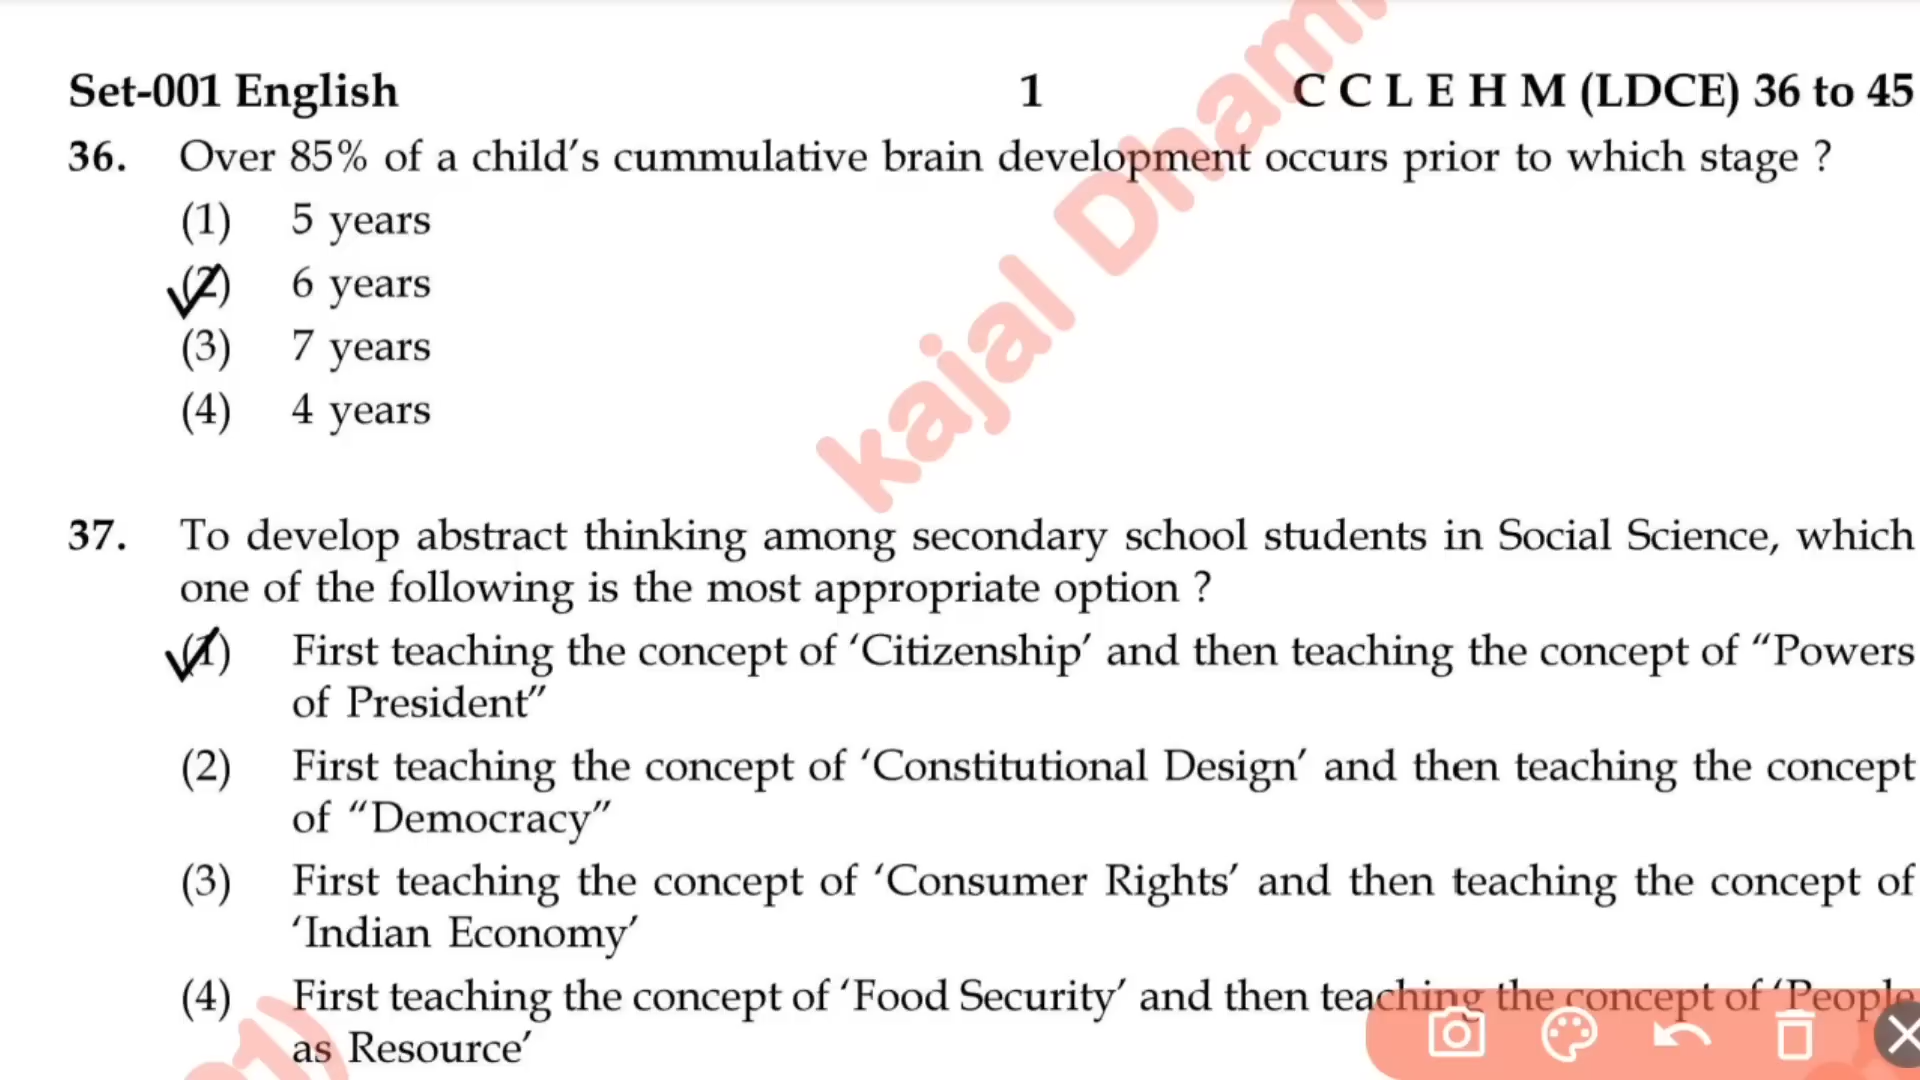 Set-001 English 1 C C L E H M (LDCE) 36 to 45
36. Over 85% of a child's cummulative brain development occurs prior to which stage ?
(1) 5 years
(2) 6 years
(3) 7 years
(4) 4 years
kajal Dham
37. To develop abstract thinking among secondary school students in Social Science, which
one of the following is the most appropriate option ?
(1) First teaching the concept of ‘Citizenship’ and then teaching the concept of “Powers
of President”
(2) First teaching the concept of ‘Constitutional Design’ and then teaching the concept
of “Democracy”
(3) First teaching the concept of ‘Consumer Rights’ and then teaching the concept of
‘Indian Economy’
(4) First teaching the concept of ‘Food Security’ and then teaching the concept of ‘People
as Resource’